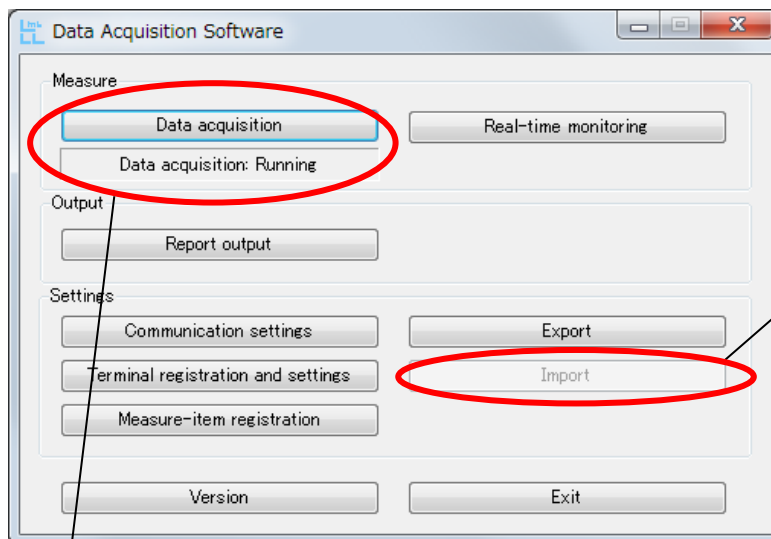 Data Acquisition Software
Measure
Data acquisition
Real-time monitoring
Data acquisition: Running
Output
Report output
Settings
Communication settings
Export
Terminal registration and settings
Import
Measure-item registration
Version
Exit